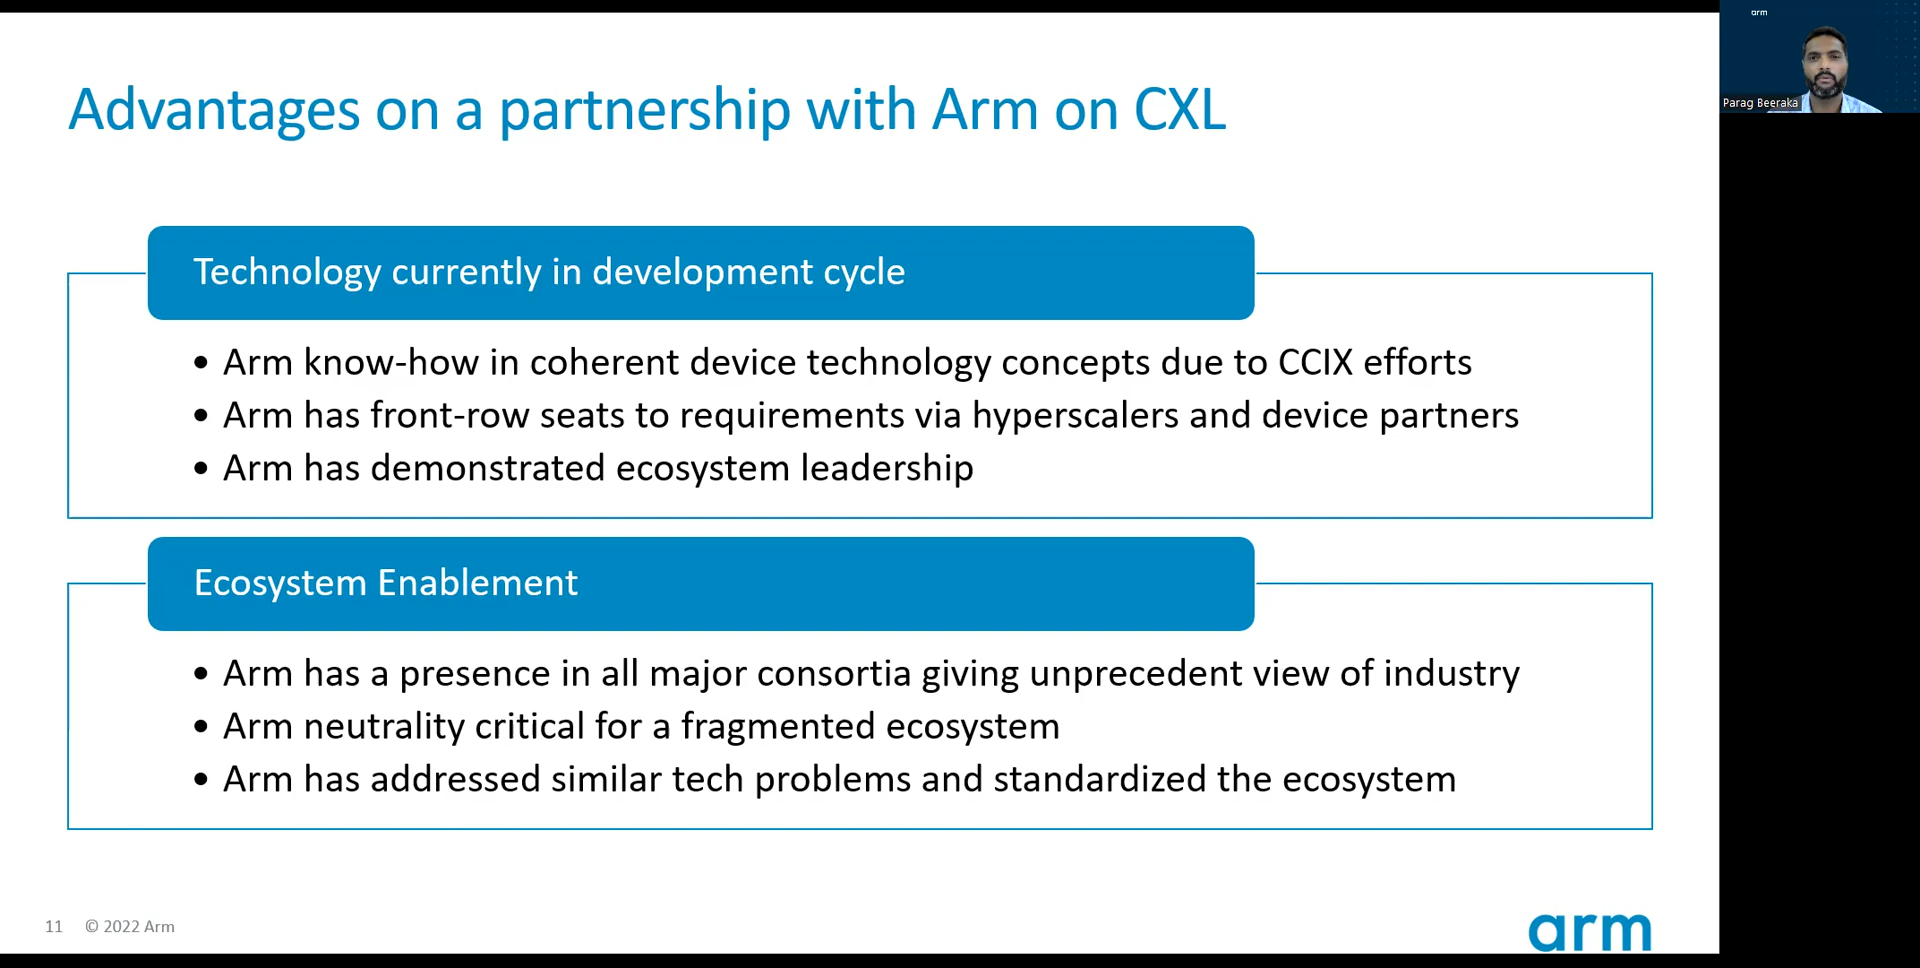 Advantages on a partnership with Arm on CXL
Technology currently in development cycle
• Arm know-how in coherent device technology concepts due to CCIX efforts
• Arm has front-row seats to requirements via hyperscalers and device partners
• Arm has demonstrated ecosystem leadership
Ecosystem Enablement
• Arm has a presence in all major consortia giving unprecedent view of industry
• Arm neutrality critical for a fragmented ecosystem
• Arm has addressed similar tech problems and standardized the ecosystem
11 © 2022 Arm
arm
arm
Parag Beeraka